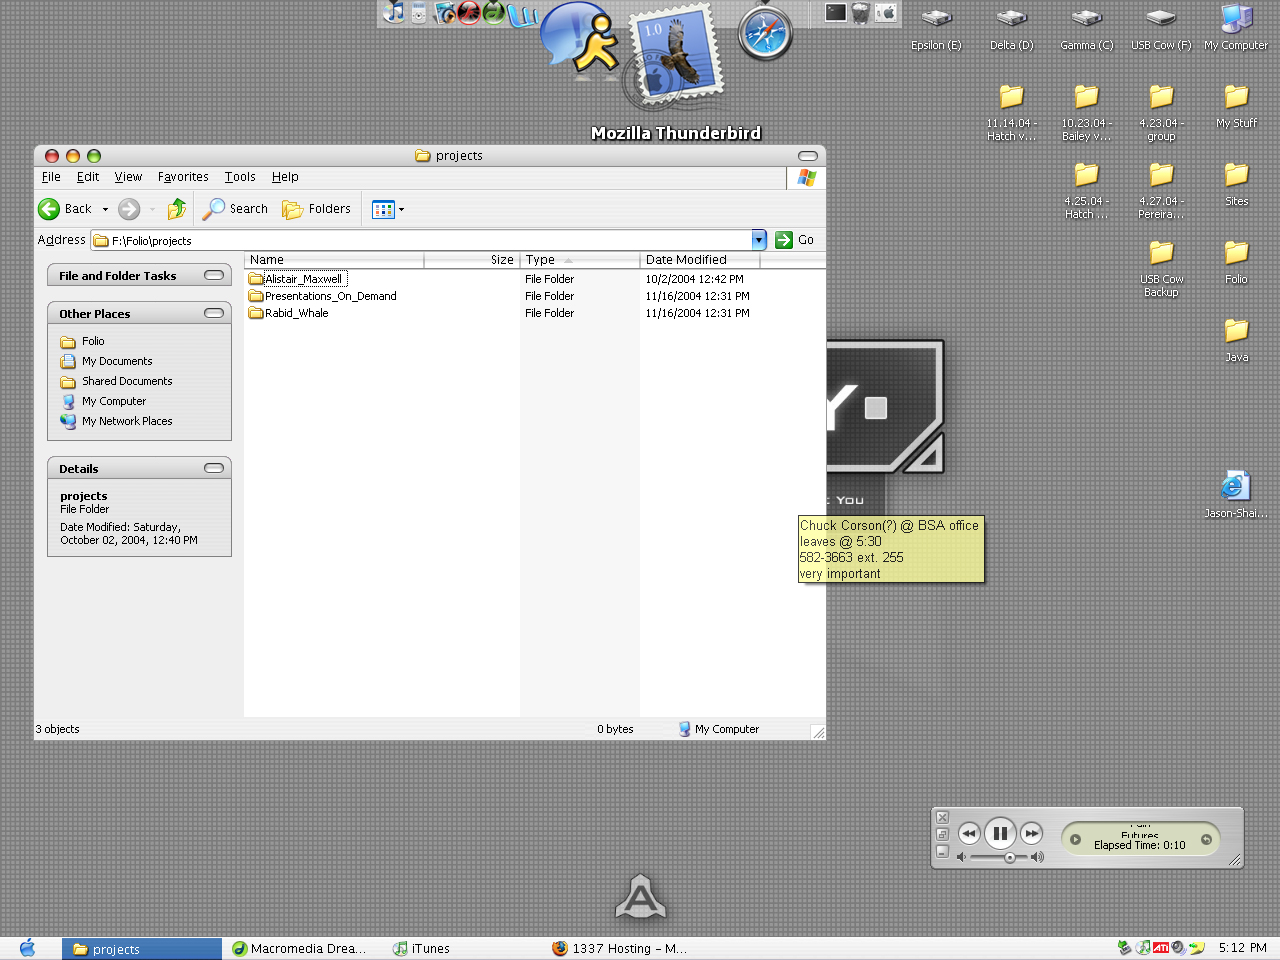 1.0
Mozilla Thunderbird
Epsilon (E)
Delta (D)
Gamma (C)
USB Cow (F)
My Computer
11.14.04 -
Hatch v...
10.23.04 -
Bailey v...
4.23.04 -
group
My Stuff
4.25.04 -
Hatch ...
4.27.04 -
Pereira...
Sites
USB Cow
Backup
Folio
Java
Jason-Shai...
projects
File Edit View Favorites Tools Help
Back Search Folders
Address F:\Folio\projects Go
File and Folder Tasks
Other Places
Folio
My Documents
Shared Documents
My Computer
My Network Places
Details
projects
File Folder
Date Modified: Saturday,
October 02, 2004, 12:40 PM
Name Size Type Date Modified
Alistair_Maxwell File Folder 10/2/2004 12:42 PM
Presentations_On_Demand File Folder 11/16/2004 12:31 PM
Rabid_Whale File Folder 11/16/2004 12:31 PM
3 objects 0 bytes My Computer
Y
You
Chuck Corson(?) @ BSA office
leaves @ 5:30
582-3663 ext. 255
very important
Futures
Elapsed Time: 0:10
A
projects Macromedia Drea... iTunes 1337 Hosting - M... ATI 5:12 PM